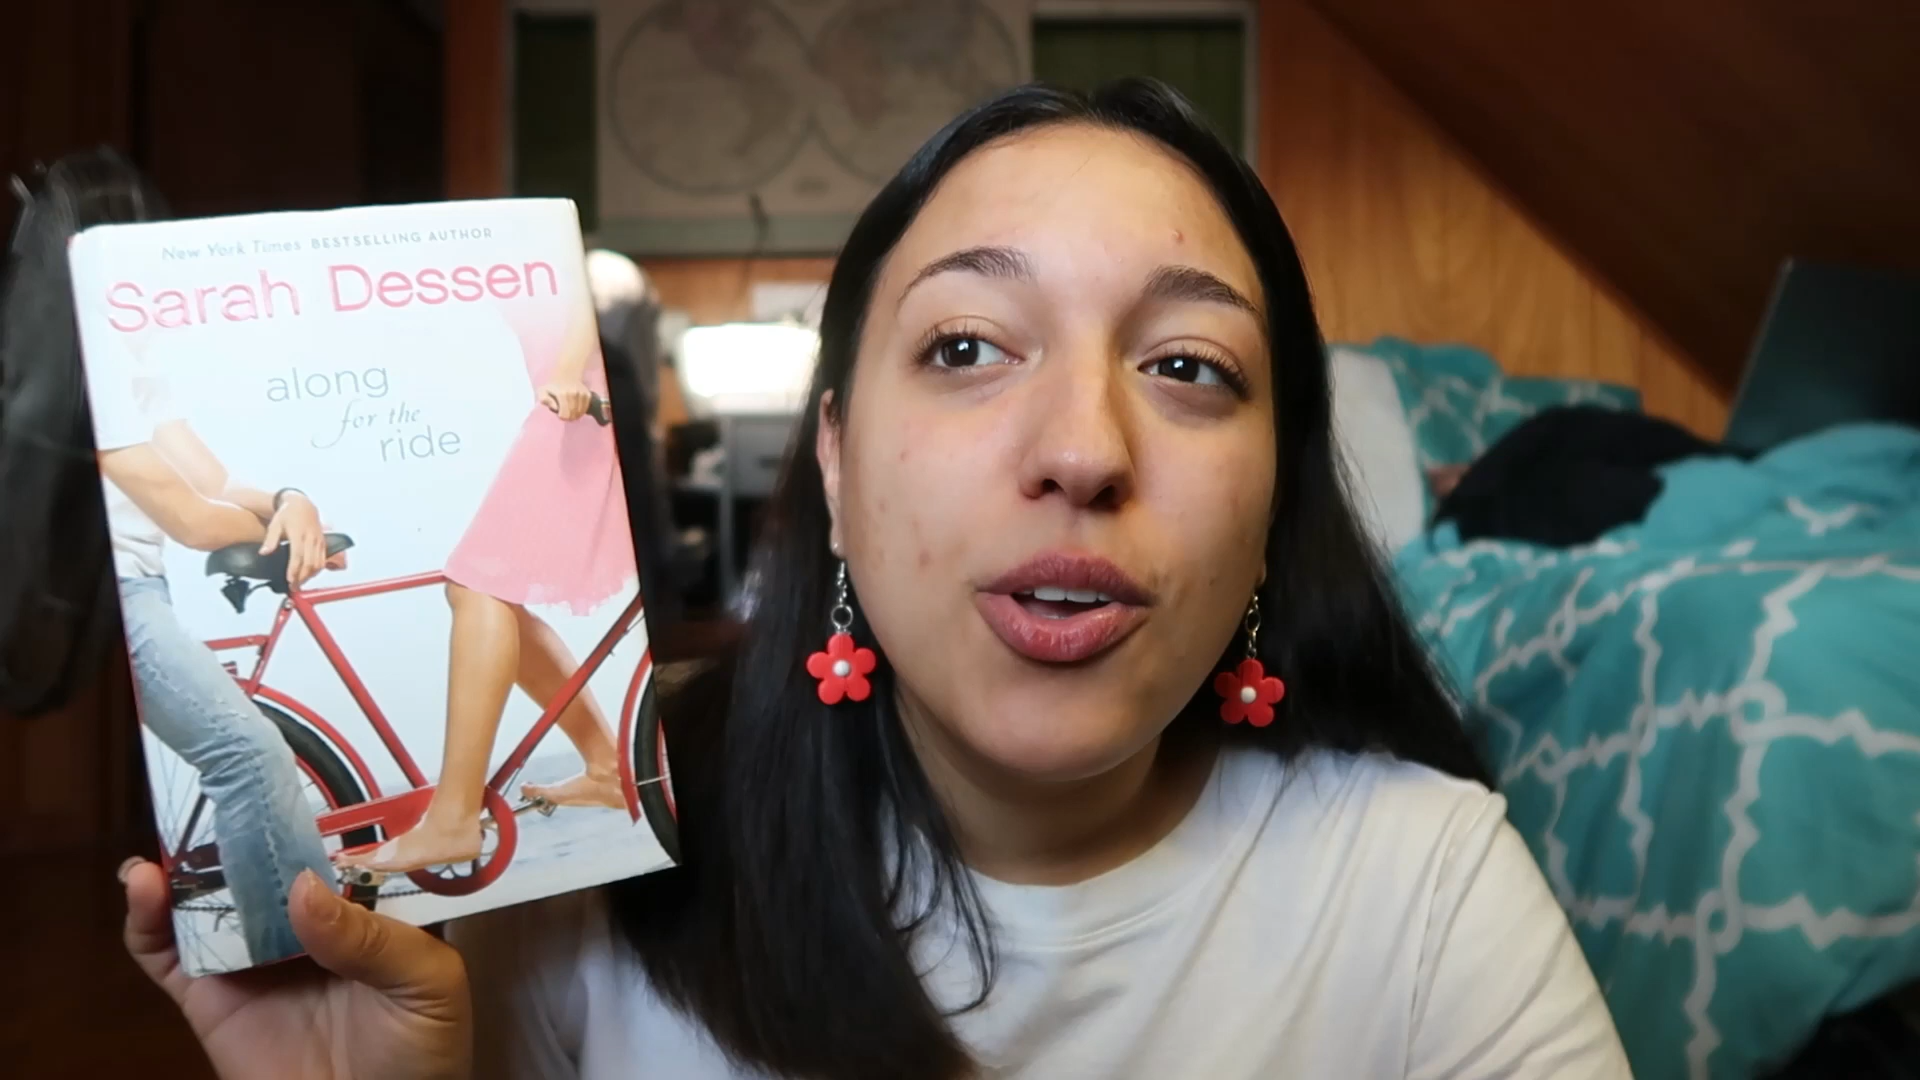 New York Times BESTSELLING AUTHOR
Sarah Dessen
along
for the
ride